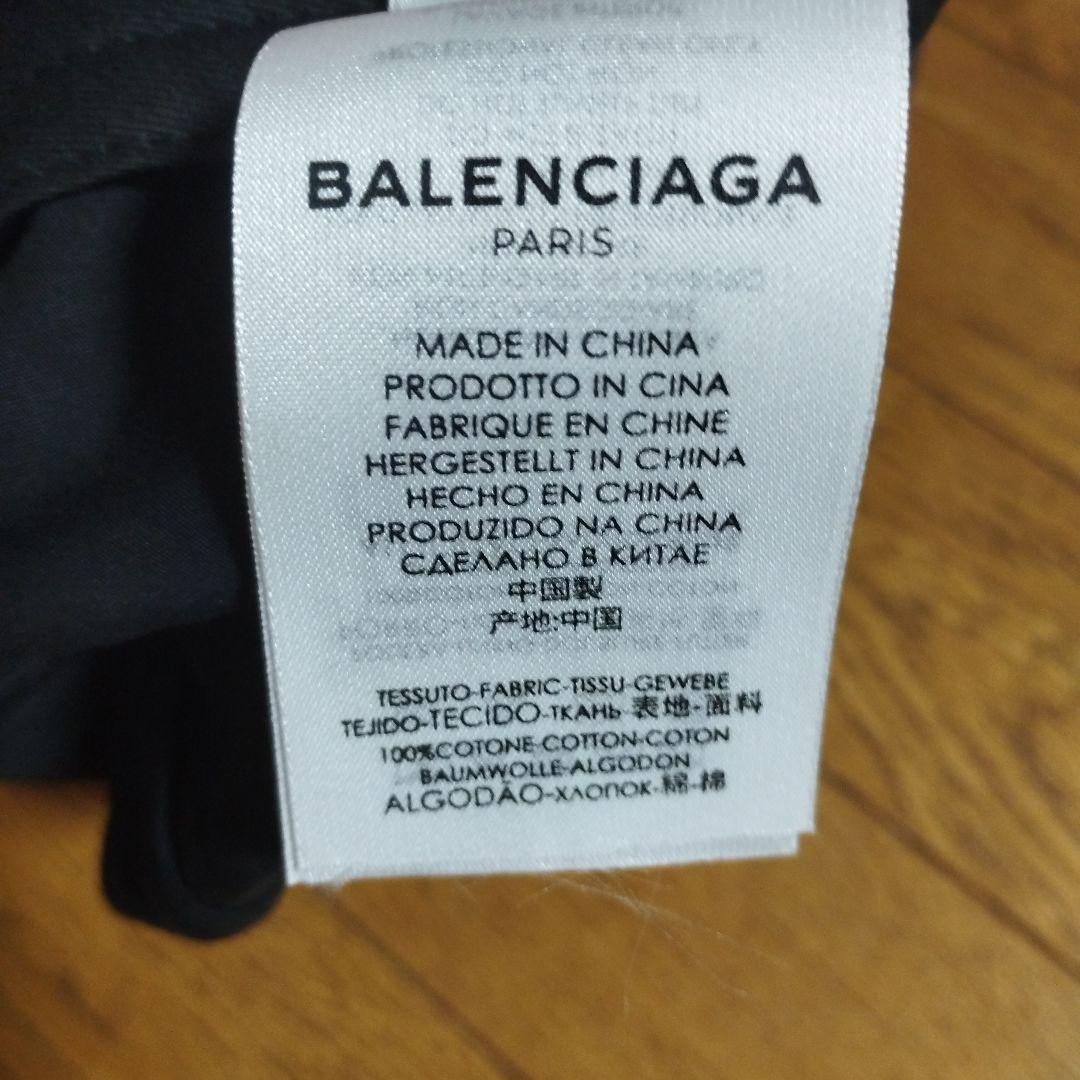 BALENCIAGA
PARIS
MADE IN CHINA
PRODOTTO IN CINA
FABRIQUE EN CHINE
HERGESTELLT IN CHINA
HECHO EN CHINA
PRODUZIDO NA CHINA
СДЕЛАНО В КИТАЕ
中国製
产地:中国
TESSUTO-FABRIC-TISSU-GEWEBE
TEJIDO-TECIDO-ТКАНЬ-表地-面料
100%COTONE-COTTON-COTON
BAUMWOLLE-ALGODON
ALGODÃO-ХЛОПОК-綿-棉